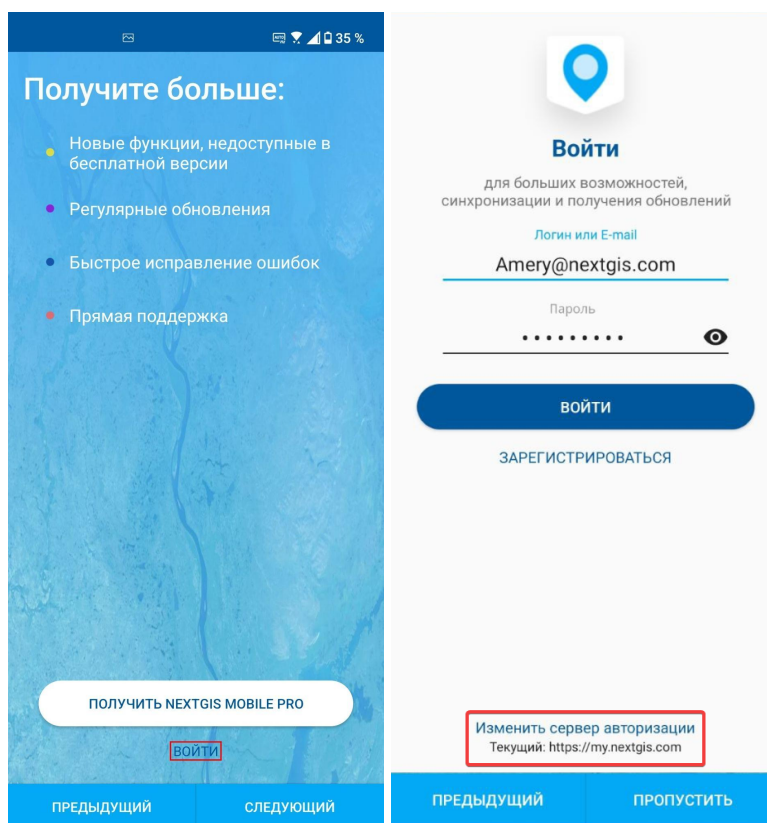 35 %
Получите больше:
Новые функции, недоступные в
бесплатной версии
Регулярные обновления
Быстрое исправление ошибок
Прямая поддержка
ПОЛУЧИТЬ NEXTGIS MOBILE PRO
ВОЙТИ
ПРЕДЫДУЩИЙ
СЛЕДУЮЩИЙ
Войти
для больших возможностей,
синхронизации и получения обновлений
Логин или E-mail
Amery@nextgis.com
Пароль
ВОЙТИ
ЗАРЕГИСТРИРОВАТЬСЯ
Изменить сервер авторизации
Текущий: https://my.nextgis.com
ПРЕДЫДУЩИЙ
ПРОПУСТИТЬ